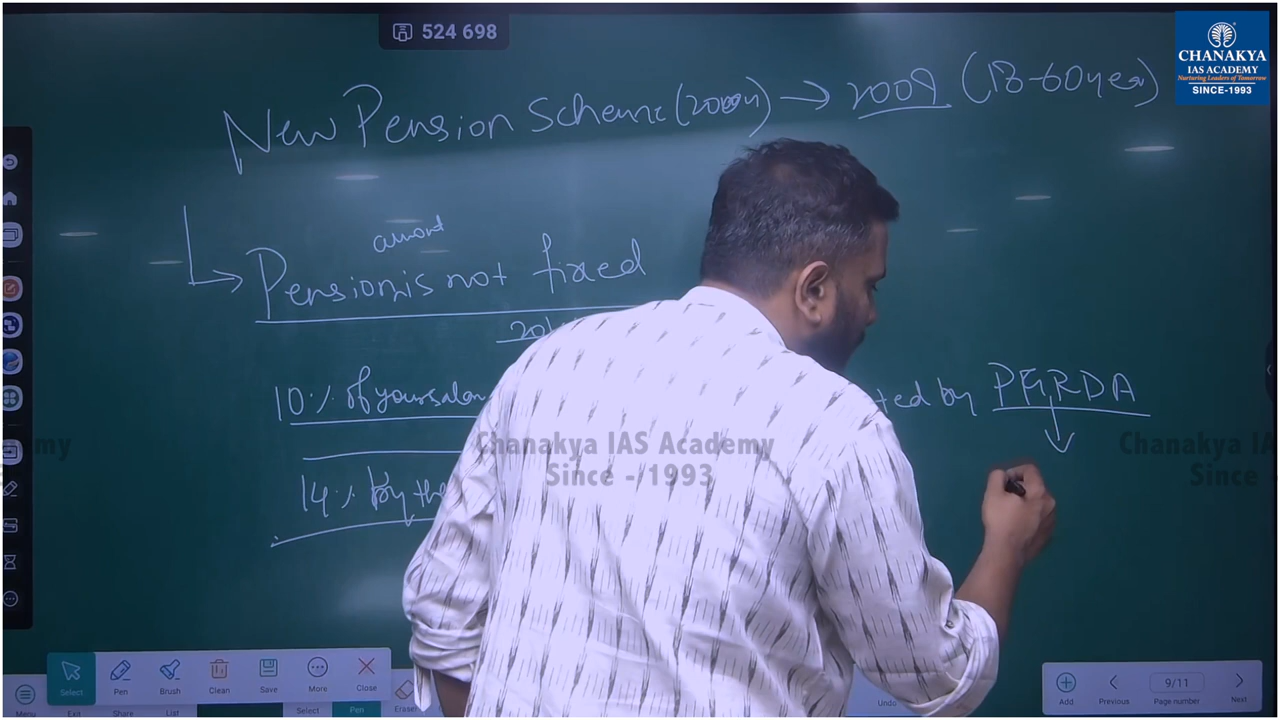 524 698
CHANAKYA
IAS ACADEMY
Nurturing Leaders of Tomorrow
SINCE-1993
New Pension Scheme (2004) → 2009 (18-60 year)
amount
Pension is not fixed
10% of your salar
ted by PFRDA
14% by the
Chanakya IAS Academy
Since - 1993
Select
Pen
Brush
Clean
Save
More
Close
Menu
Exit
Share
List
Select
Pen
Eraser
Undo
Add
Previous
9/11
Page number
Next